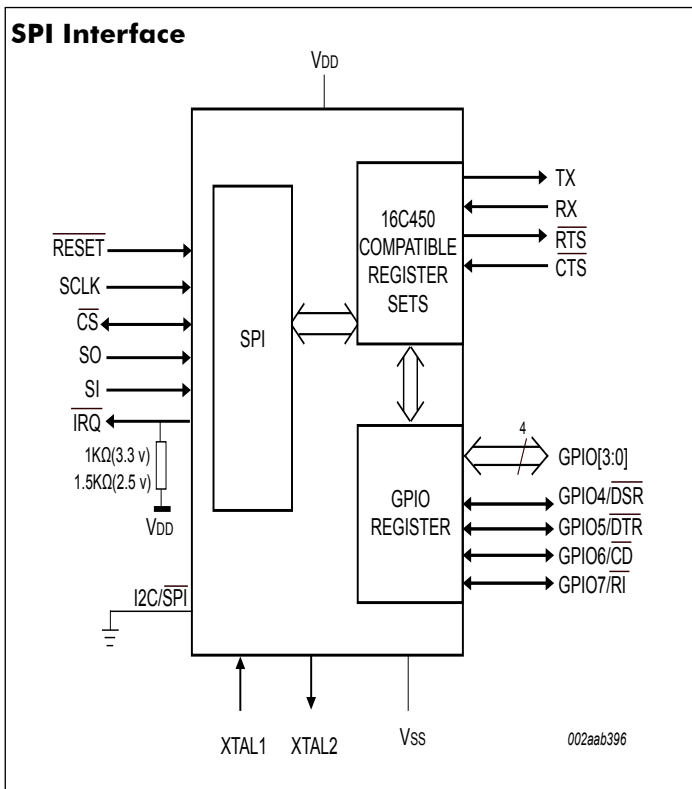 SPI Interface
VDD
RESET
SCLK
CS
SO
SI
IRQ
1KΩ(3.3 v)
1.5KΩ(2.5 v)
VDD
I2C/SPI
SPI
16C450
COMPATIBLE
REGISTER
SETS
TX
RX
RTS
CTS
GPIO
REGISTER
4
GPIO[3:0]
GPIO4/DSR
GPIO5/DTR
GPIO6/CD
GPIO7/RI
XTAL1
XTAL2
VSS
002aab396